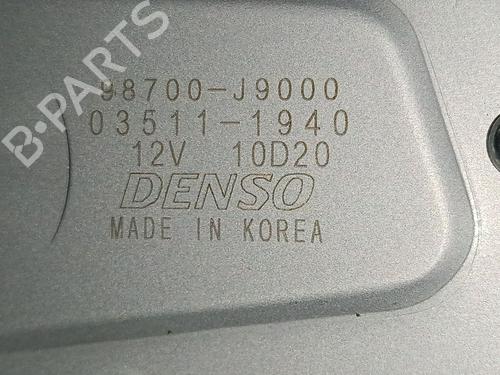 B-PARTS
98700-J9000
03511-1940
12V 10D20
DENSO
MADE IN KOREA